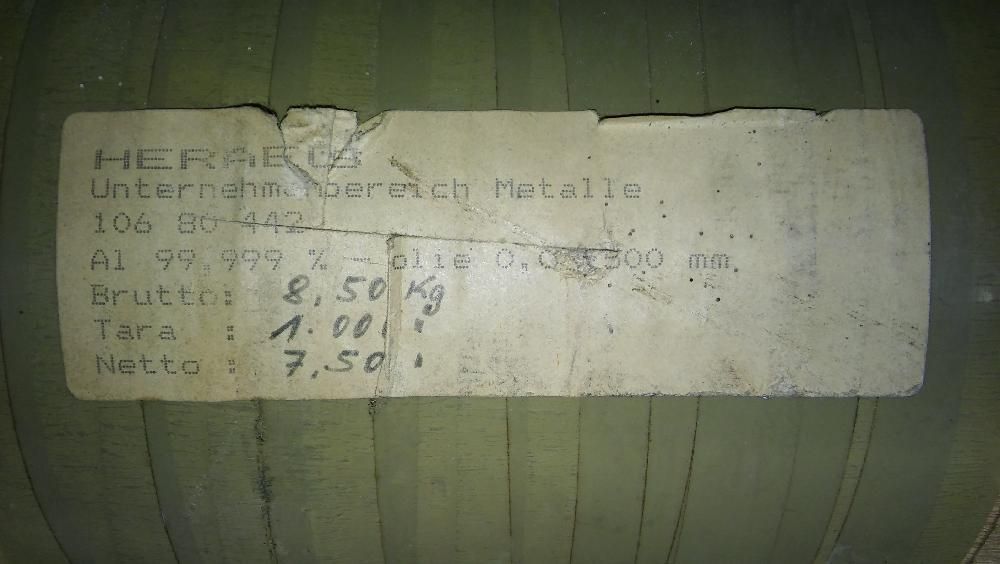 HERAEUS
Unternehmensbereich Metalle
106 80 442
Al 99,999 % - mm.
Brutto: 8,50 Kg
Tara : 1.00 "
Netto : 7,50 "